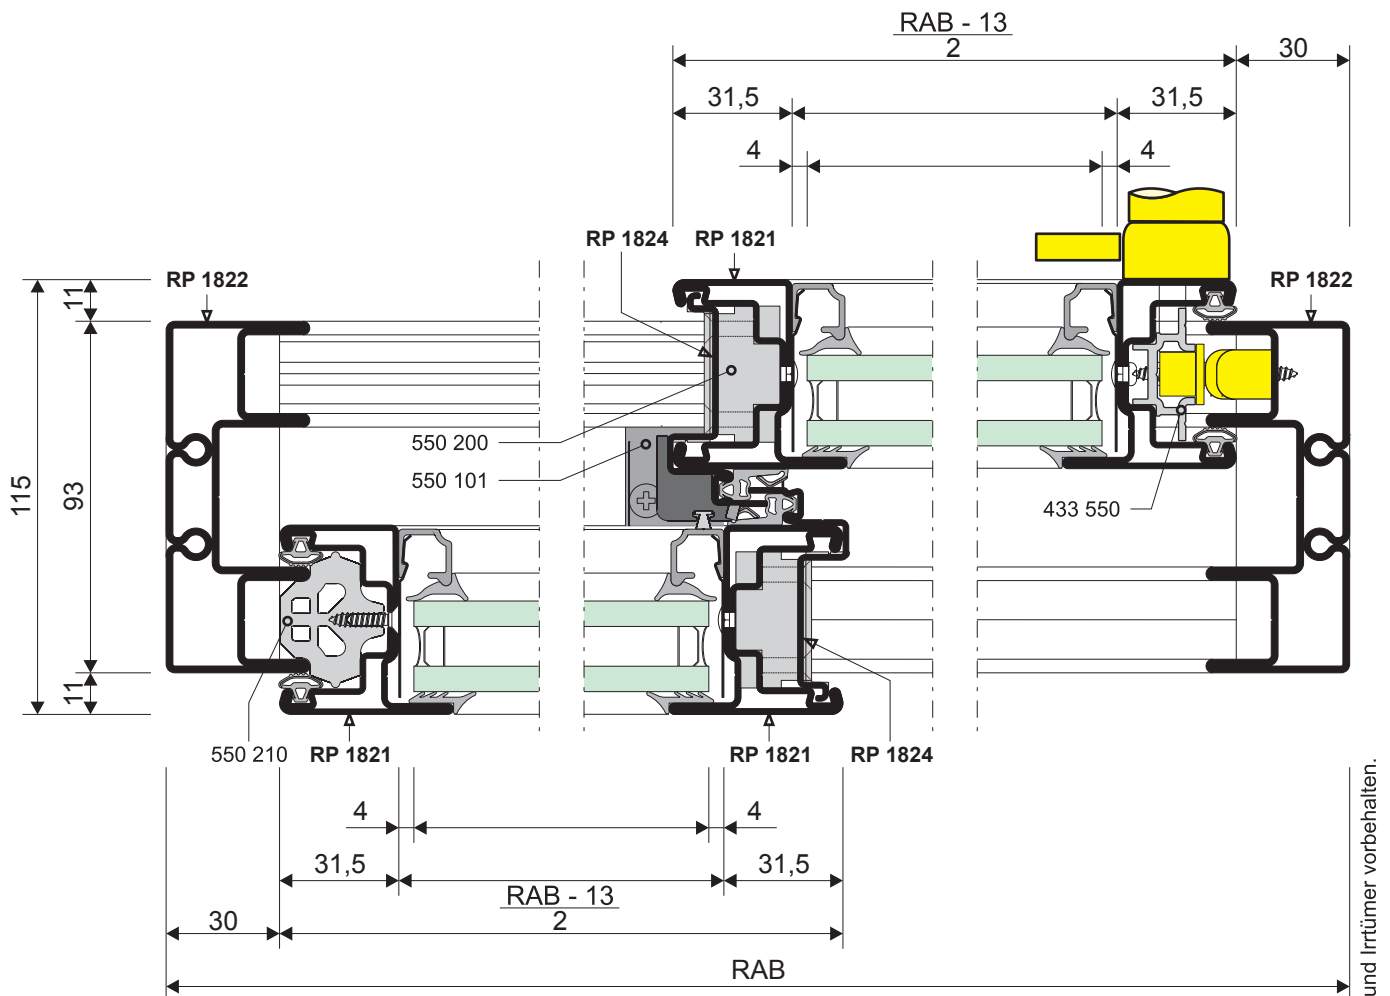 RAB - 13
2
30
31,5
31,5
4
4
RP 1824
RP 1821
RP 1822
RP 1822
11
115
93
11
550 200
550 101
433 550
550 210
RP 1821
RP 1821
RP 1824
4
4
31,5
31,5
RAB - 13
2
30
RAB
und Irrtümer vorbehalten.